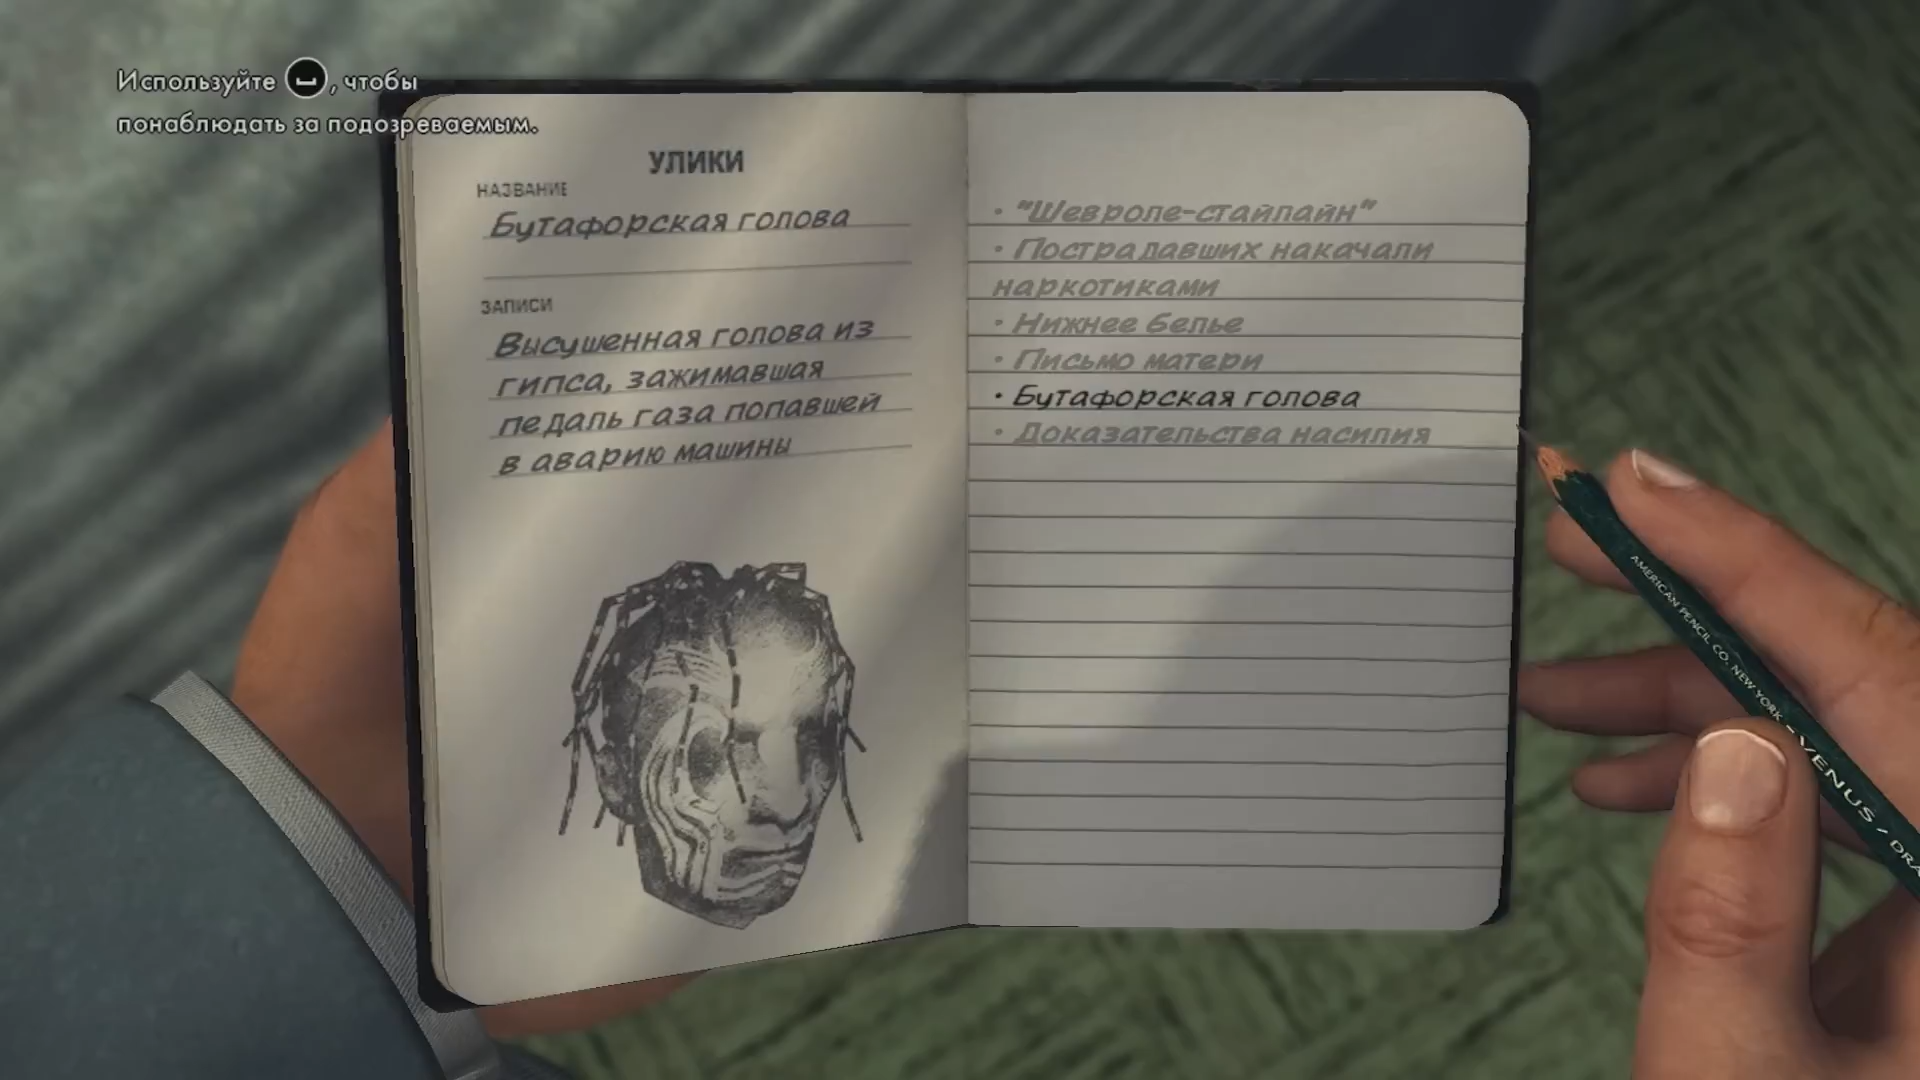 Используйте , чтобы
понаблюдать за подозреваемым.
УЛИКИ
НАЗВАНИЕ
Бутафорская голова
ЗАПИСИ
Высушенная голова из
гипса, зажимавшая
педаль газа попавшей
в аварию машины
• "Шевроле-стайлайн"
• Пострадавших накачали
наркотиками
• Нижнее белье
• Письмо матери
• Бутафорская голова
• Доказательства насилия
AMERICAN PENCIL CO. NEW YORK
VENUS / DRA